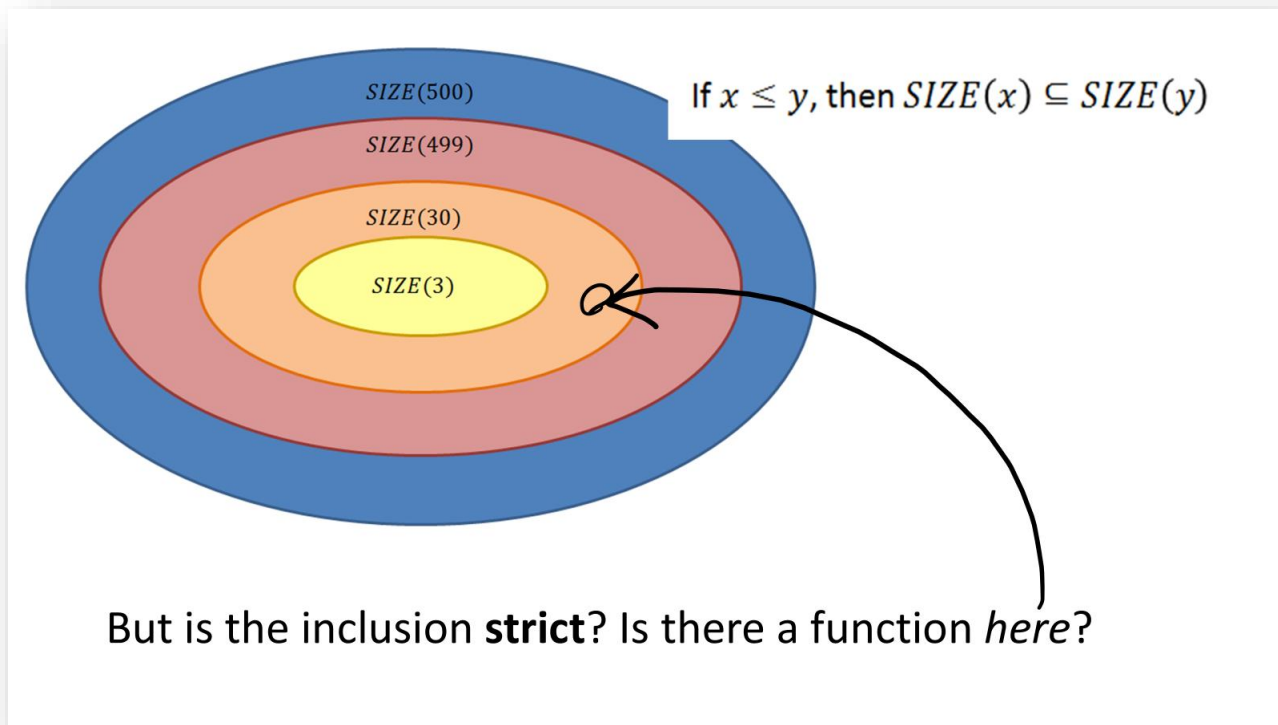 SIZE(500)
If x ≤ y, then SIZE(x) ⊆ SIZE(y)
SIZE(499)
SIZE(30)
SIZE(3)
But is the inclusion strict? Is there a function here?